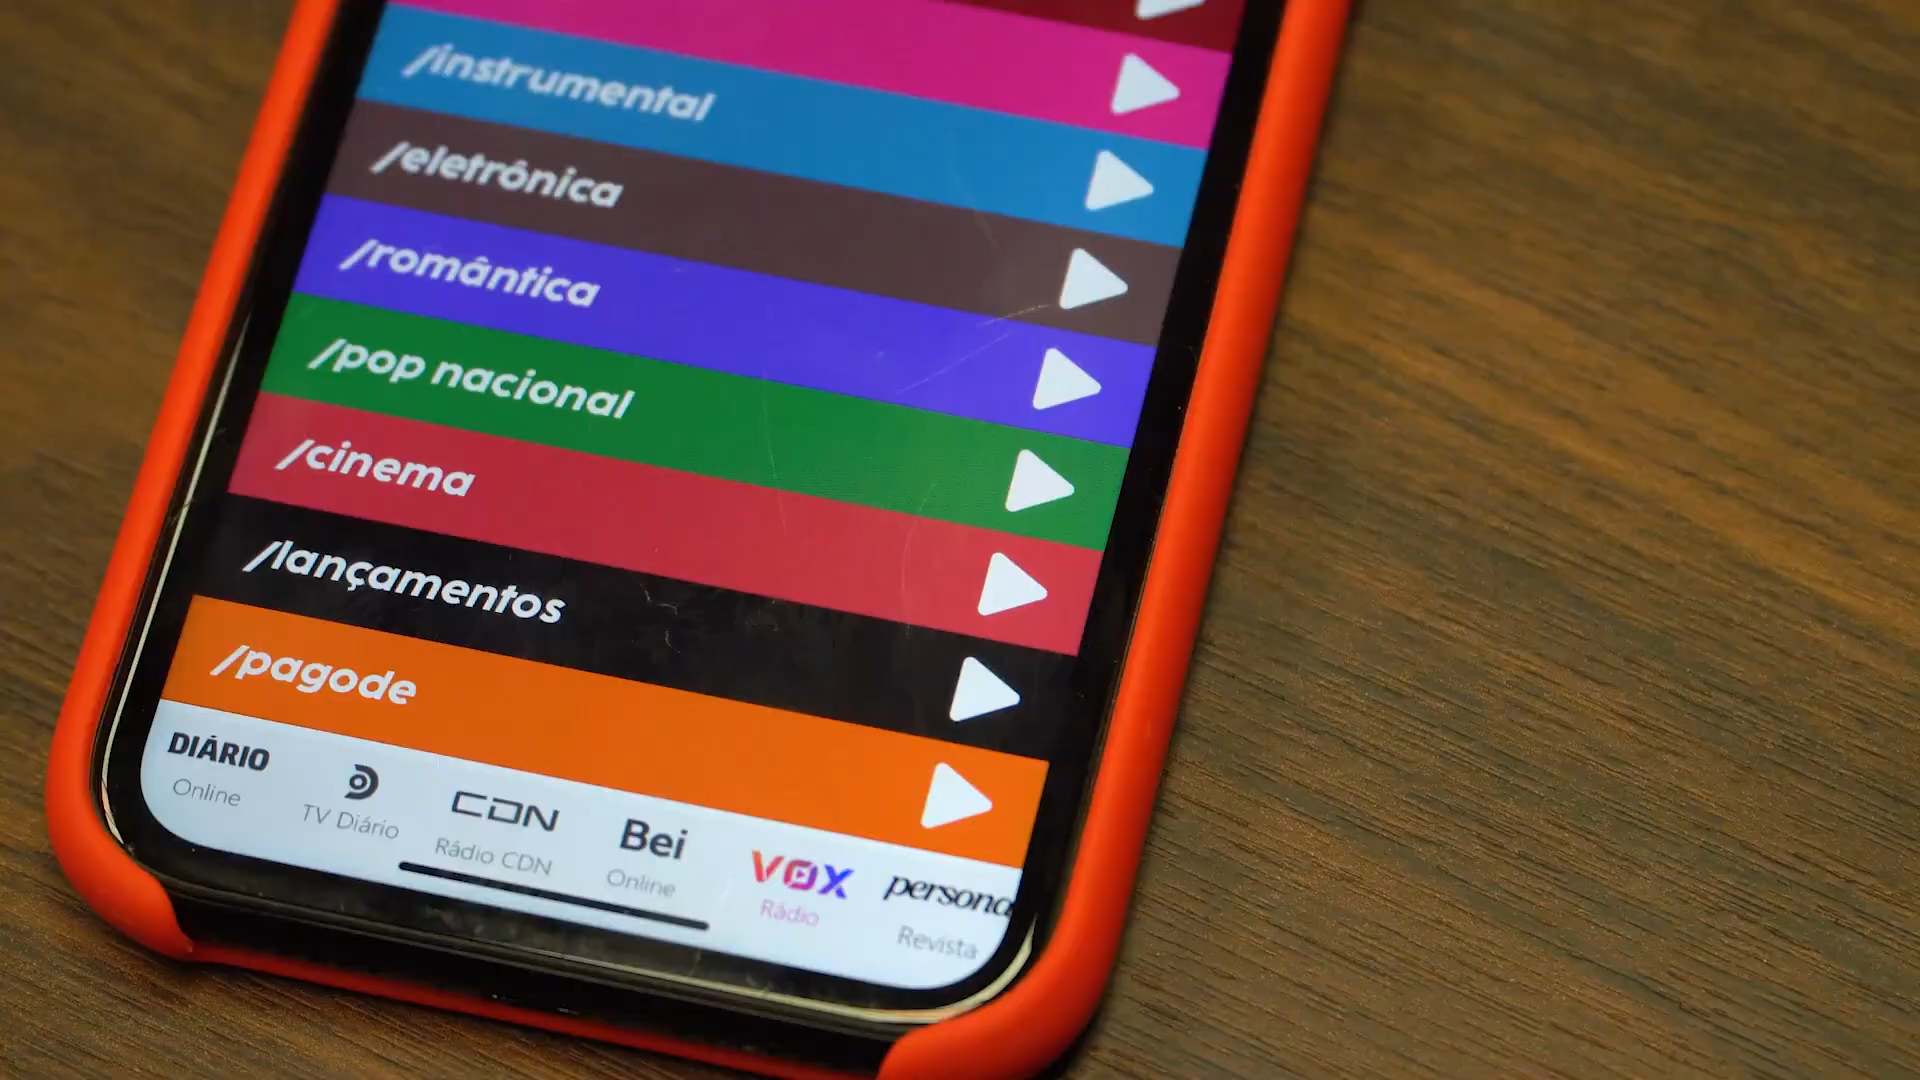 /instrumental
/eletrônica
/romântica
/pop nacional
/cinema
/lançamentos
/pagode
DIÁRIO
Online
TV Diário
CDN
Rádio CDN
Bei
Online
VOX
Rádio
persona
Revista